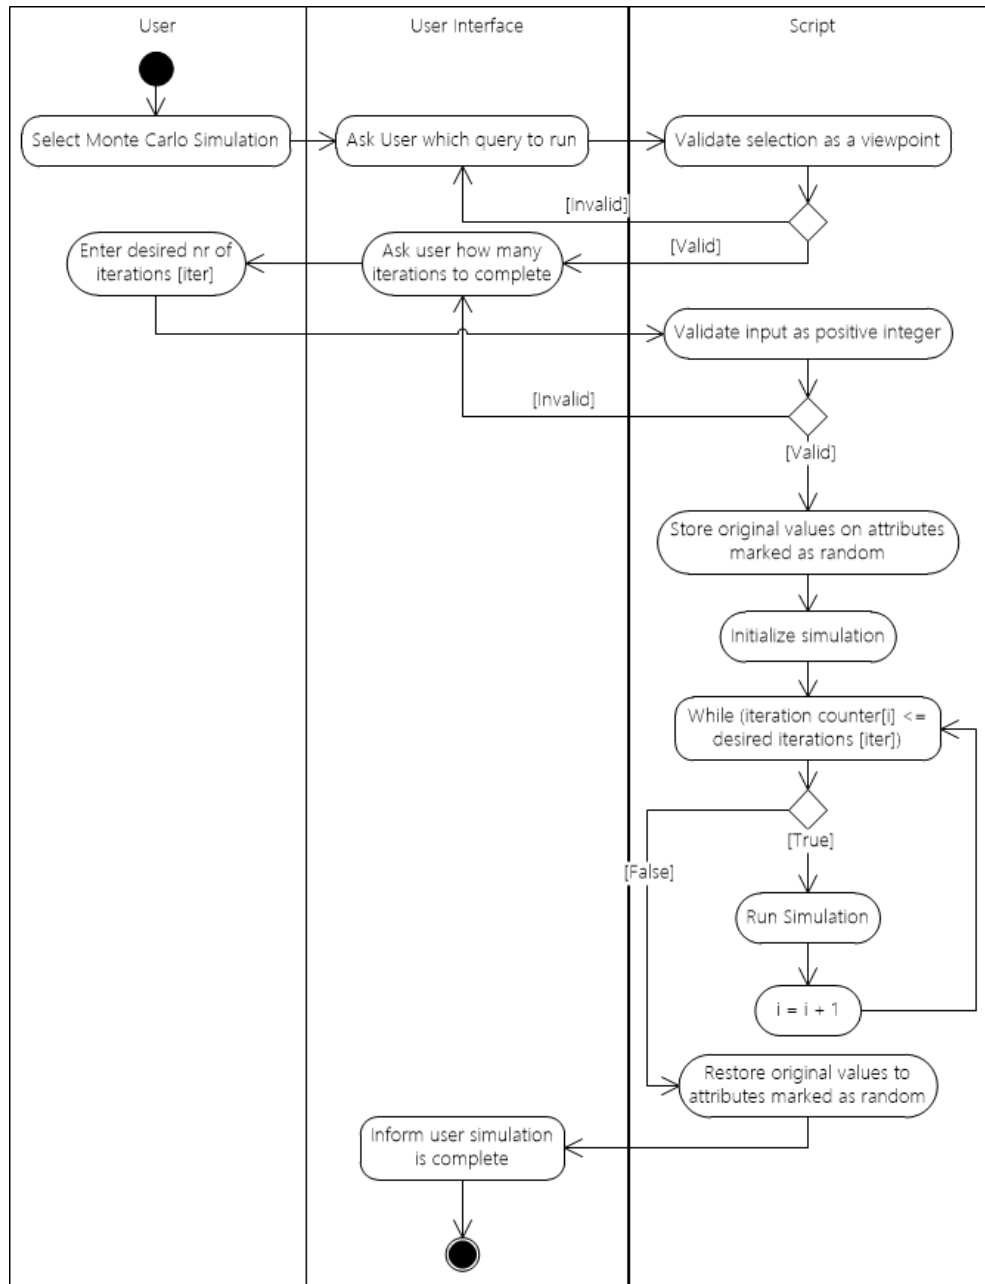 User
User Interface
Script
Select Monte Carlo Simulation
Ask User which query to run
Validate selection as a viewpoint
[Invalid]
[Valid]
Enter desired nr of
iterations [iter]
Ask user how many
iterations to complete
Validate input as positive integer
[Invalid]
[Valid]
Store original values on attributes
marked as random
Initialize simulation
While (iteration counter[i] <=
desired iterations [iter])
[True]
[False]
Run Simulation
i = i + 1
Restore original values to
attributes marked as random
Inform user simulation
is complete